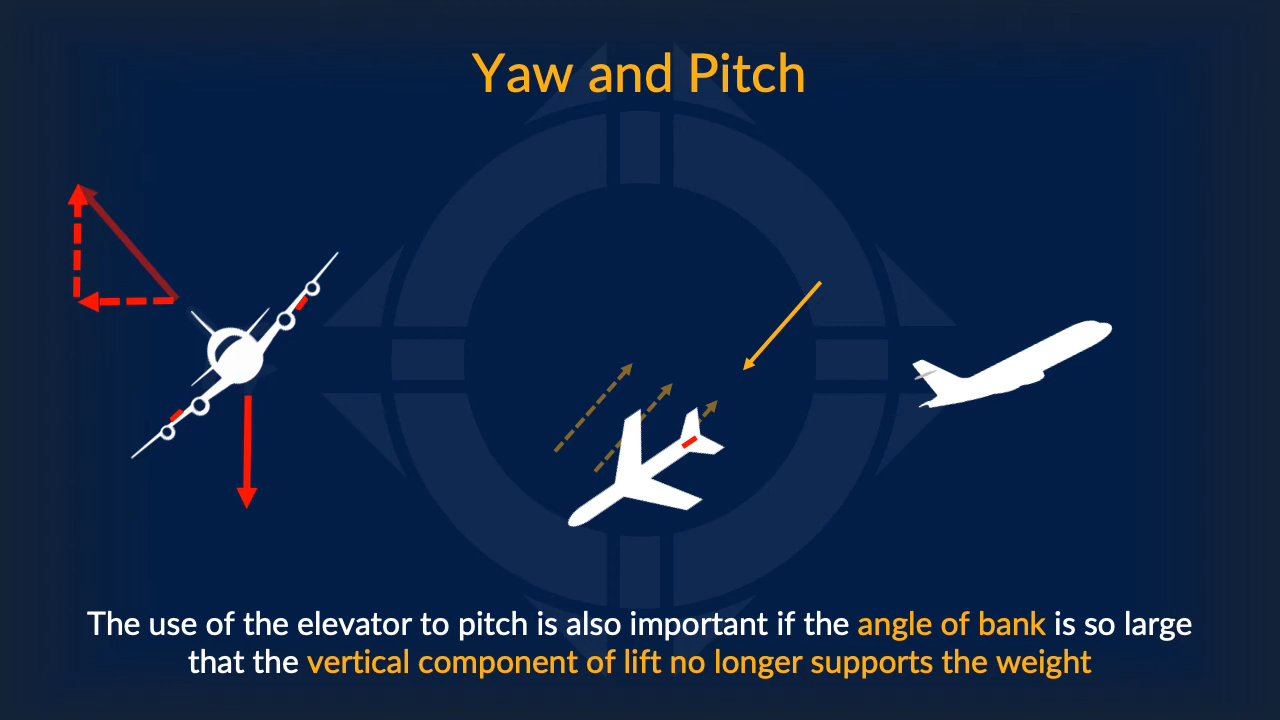 Yaw and Pitch
The use of the elevator to pitch is also important if the angle of bank is so large
that the vertical component of lift no longer supports the weight